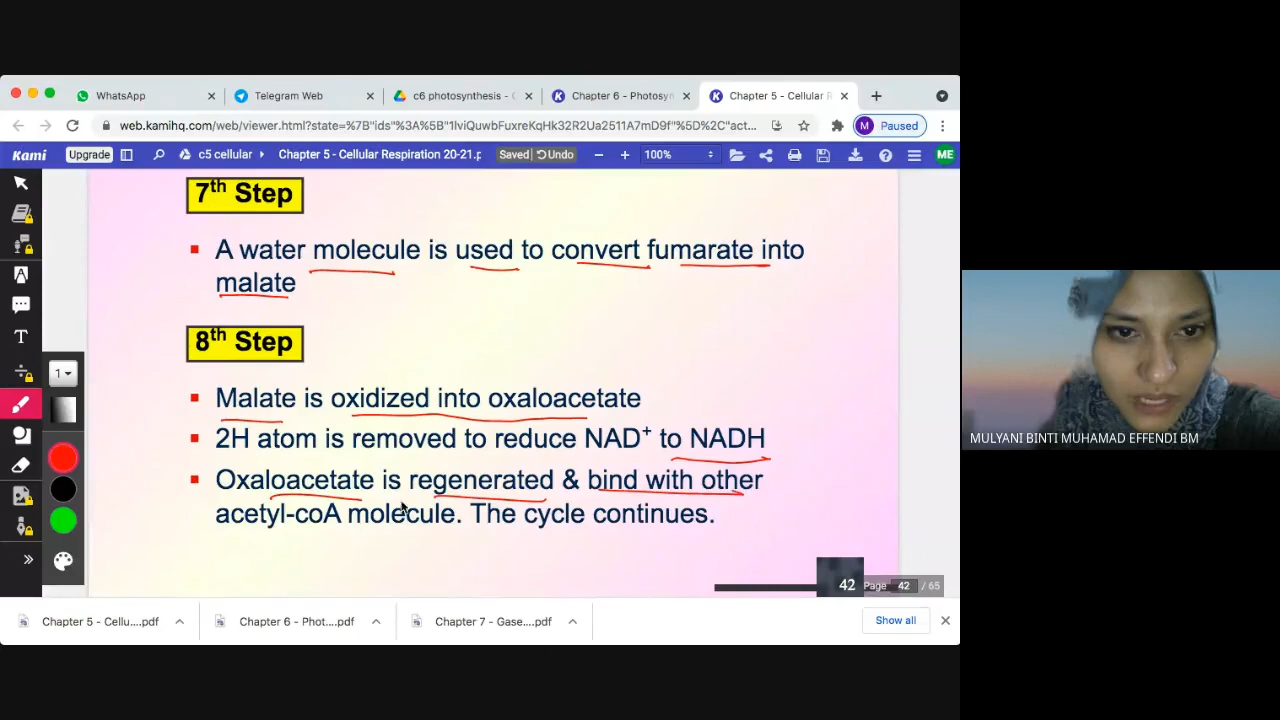 WhatsApp
Telegram Web
c6 photosynthesis -
Chapter 6 - Photosyn
Chapter 5 - Cellular R
web.kamihq.com/web/viewer.html?state=%7B"ids"%3A%5B"1lviQuwbFuxreKqHk32R2Ua2511A7mD9f"%5D%2C"act...
M Paused
Kami Upgrade c5 cellular Chapter 5 - Cellular Respiration 20-21.p Saved Undo 100% ME
7th Step
A water molecule is used to convert fumarate into
malate
8th Step
Malate is oxidized into oxaloacetate
2H atom is removed to reduce NAD+ to NADH
Oxaloacetate is regenerated & bind with other
acetyl-coA molecule. The cycle continues.
T
1
42 Page 42 / 65
MULYANI BINTI MUHAMAD EFFENDI BM
Chapter 5 - Cellu....pdf
Chapter 6 - Phot....pdf
Chapter 7 - Gase....pdf
Show all